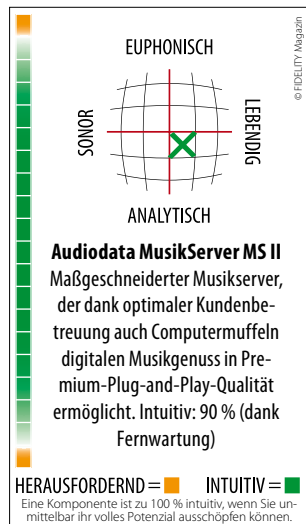 © FIDELITY Magazin
EUPHONISCH
SONOR
LEBENDIG
ANALYTISCH
Audiodata MusikServer MS II
Maßgeschneiderter Musikserver,
der dank optimaler Kundenbe-
treuung auch Computermuffeln
digitalen Musikgenuss in Pre-
mium-Plug-and-Play-Qualität
ermöglicht. Intuitiv: 90 % (dank
Fernwartung)
HERAUSFORDERND = INTUITIV =
Eine Komponente ist zu 100 % intuitiv, wenn Sie un-
mittelbar ihr volles Potenzial ausschöpfen können.